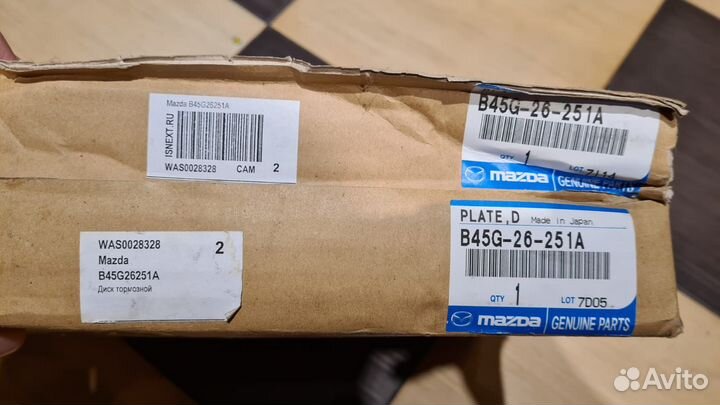 Mazda B45G26251A
ISNEXT.RU
WAS0028328 CAM 2
B45G-26-251A
QTY 1 LOT 7114
mazda GENUINE PARTS
WAS0028328 2
Mazda
B45G26251A
Диск тормозной
PLATE,D Made in Japan
B45G-26-251A
QTY 1 LOT 7D05
mazda GENUINE PARTS
Avito